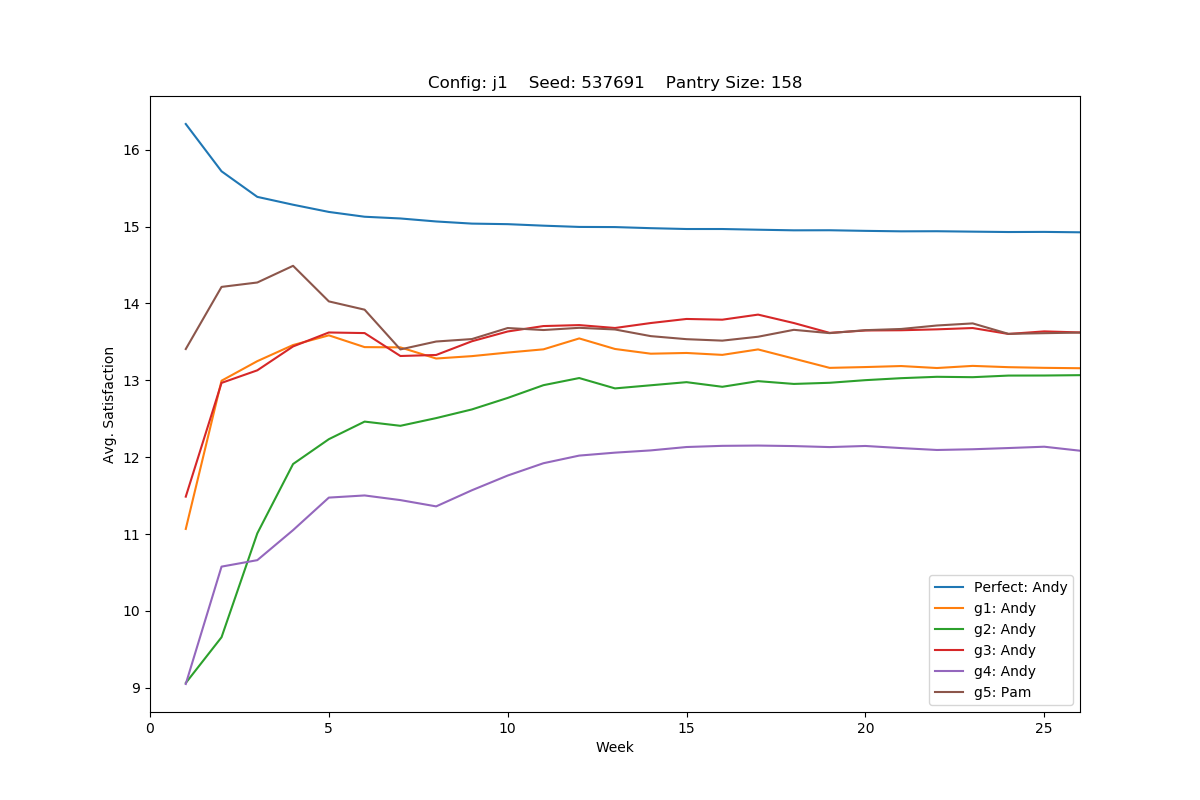 Config: j1    Seed: 537691    Pantry Size: 158
16
15
14
13
12
11
10
9
Avg. Satisfaction
0 5 10 15 20 25
Week
Perfect: Andy
g1: Andy
g2: Andy
g3: Andy
g4: Andy
g5: Pam